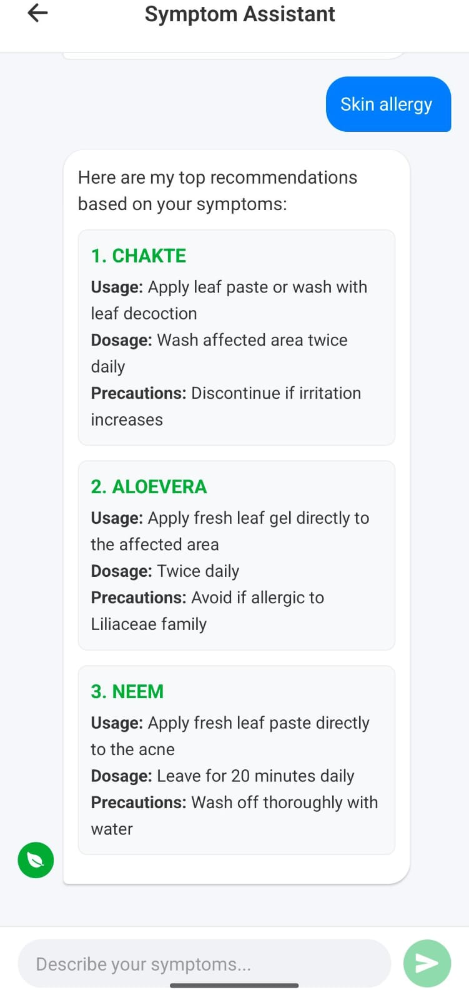 Symptom Assistant
Skin allergy
Here are my top recommendations
based on your symptoms:
1. CHAKTE
Usage: Apply leaf paste or wash with
leaf decoction
Dosage: Wash affected area twice
daily
Precautions: Discontinue if irritation
increases
2. ALOEVERA
Usage: Apply fresh leaf gel directly to
the affected area
Dosage: Twice daily
Precautions: Avoid if allergic to
Liliaceae family
3. NEEM
Usage: Apply fresh leaf paste directly
to the acne
Dosage: Leave for 20 minutes daily
Precautions: Wash off thoroughly with
water
Describe your symptoms...